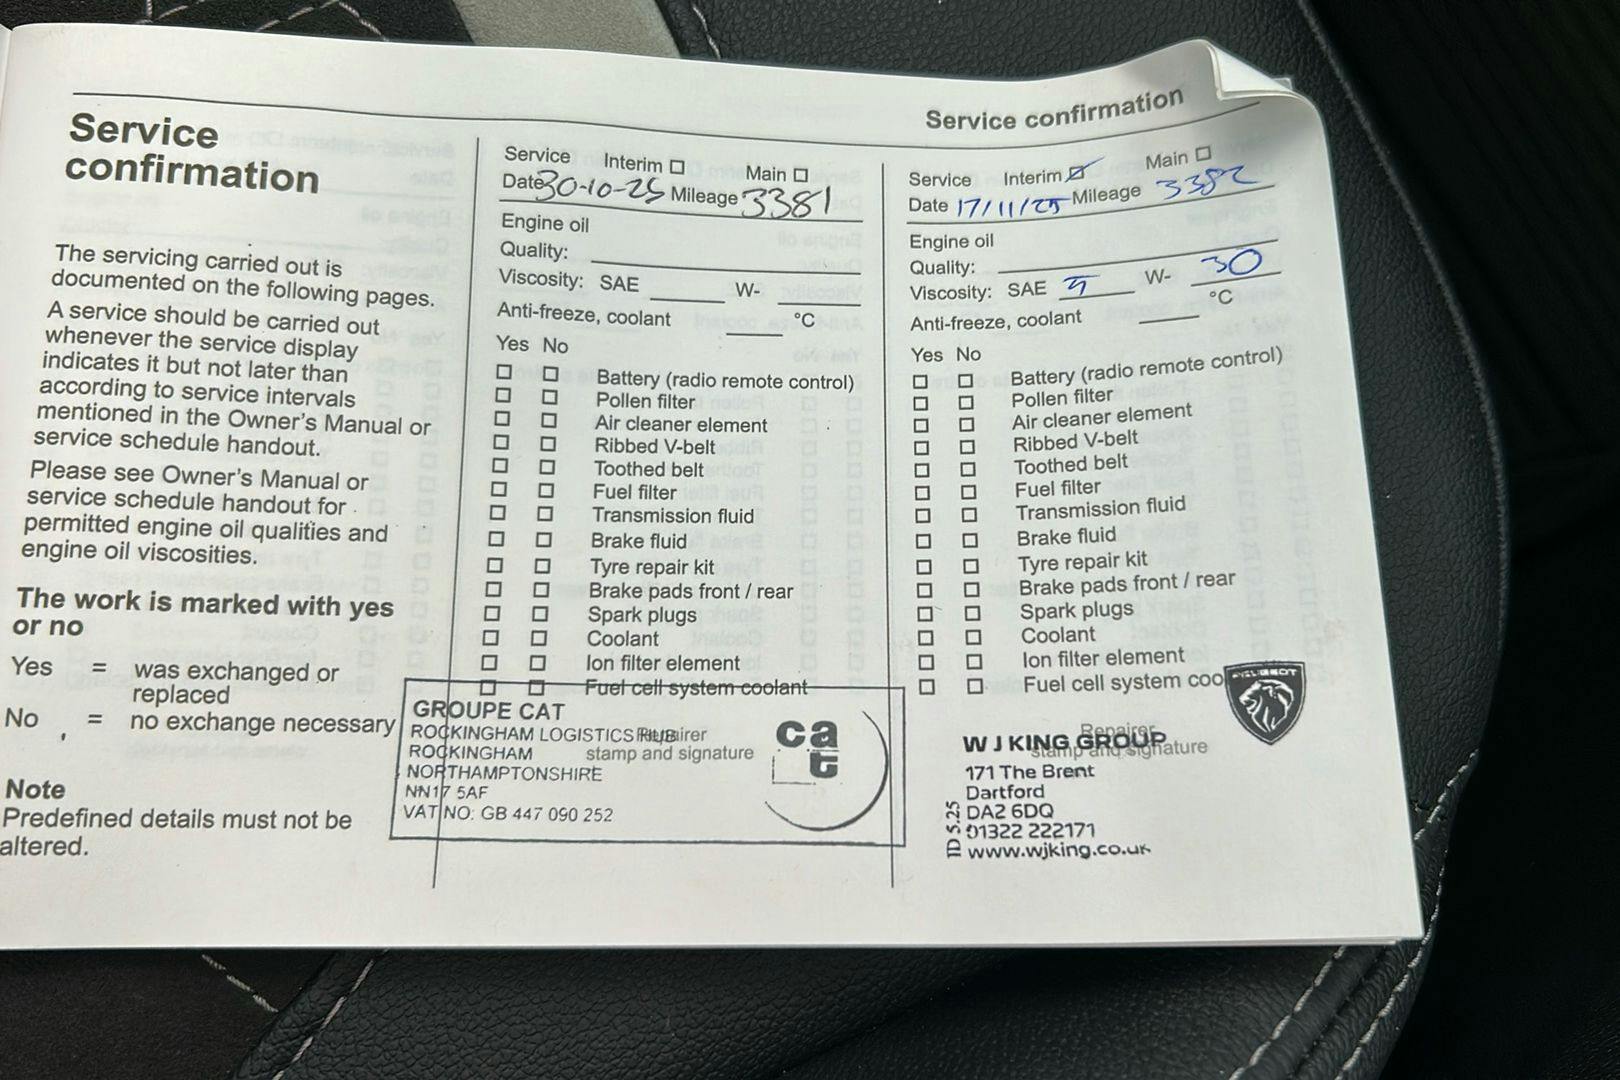 Service
confirmation
The servicing carried out is
documented on the following pages.
A service should be carried out
whenever the service display
indicates it but not later than
according to service intervals
mentioned in the Owner's Manual or
service schedule handout.
Please see Owner's Manual or
service schedule handout for
permitted engine oil qualities and
engine oil viscosities.
The work is marked with yes
or no
Yes = was exchanged or
replaced
No = no exchange necessary
Note
Predefined details must not be
altered.
Service Interim Main
Date 30-10-25 Mileage 3381
Engine oil
Quality:
Viscosity: SAE W-
Anti-freeze, coolant °C
Yes No
Battery (radio remote control)
Pollen filter
Air cleaner element
Ribbed V-belt
Toothed belt
Fuel filter
Transmission fluid
Brake fluid
Tyre repair kit
Brake pads front / rear
Spark plugs
Coolant
Ion filter element
Fuel cell system coolant
Repairer
stamp and signature
GROUPE CAT
ROCKINGHAM LOGISTICS HUB
ROCKINGHAM
NORTHAMPTONSHIRE
NN17 5AF
VAT NO: GB 447 090 252
cat
Service confirmation
Service Interim Main
Date 17/11/25 Mileage 3382
Engine oil
Quality:
Viscosity: SAE 5 W- 30
Anti-freeze, coolant °C
Yes No
Battery (radio remote control)
Pollen filter
Air cleaner element
Ribbed V-belt
Toothed belt
Fuel filter
Transmission fluid
Brake fluid
Tyre repair kit
Brake pads front / rear
Spark plugs
Coolant
Ion filter element
Fuel cell system coo
PEUGEOT
Repairer
stamp and signature
W J KING GROUP
171 The Brent
Dartford
DA2 6DQ
01322 222171
www.wjking.co.uk
ID 5.25